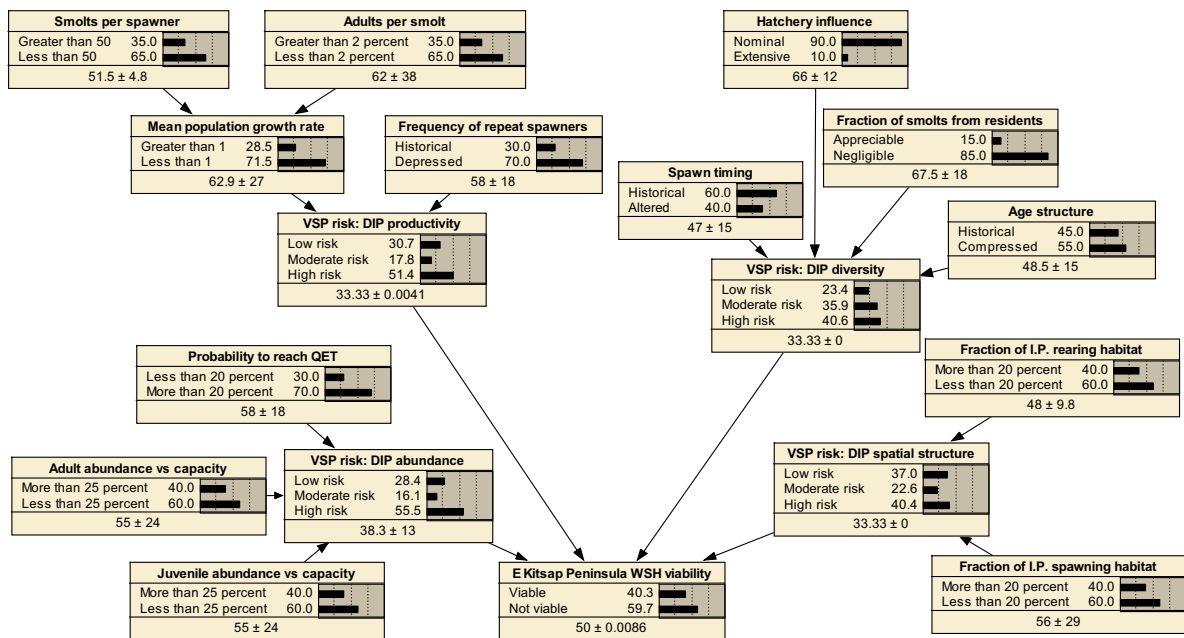 Smolts per spawner
Greater than 50 35.0
Less than 50 65.0
51.5 ± 4.8
Adults per smolt
Greater than 2 percent 35.0
Less than 2 percent 65.0
62 ± 38
Hatchery influence
Nominal 90.0
Extensive 10.0
66 ± 12
Mean population growth rate
Greater than 1 28.5
Less than 1 71.5
62.9 ± 27
Frequency of repeat spawners
Historical 30.0
Depressed 70.0
58 ± 18
Fraction of smolts from residents
Appreciable 15.0
Negligible 85.0
67.5 ± 18
Spawn timing
Historical 60.0
Altered 40.0
47 ± 15
Age structure
Historical 45.0
Compressed 55.0
48.5 ± 15
VSP risk: DIP productivity
Low risk 30.7
Moderate risk 17.8
High risk 51.4
33.33 ± 0.0041
VSP risk: DIP diversity
Low risk 23.4
Moderate risk 35.9
High risk 40.6
33.33 ± 0
Probability to reach QET
Less than 20 percent 30.0
More than 20 percent 70.0
58 ± 18
Fraction of I.P. rearing habitat
More than 20 percent 40.0
Less than 20 percent 60.0
48 ± 9.8
Adult abundance vs capacity
More than 25 percent 40.0
Less than 25 percent 60.0
55 ± 24
VSP risk: DIP abundance
Low risk 28.4
Moderate risk 16.1
High risk 55.5
38.3 ± 13
VSP risk: DIP spatial structure
Low risk 37.0
Moderate risk 22.6
High risk 40.4
33.33 ± 0
Juvenile abundance vs capacity
More than 25 percent 40.0
Less than 25 percent 60.0
55 ± 24
E Kitsap Peninsula WSH viability
Viable 40.3
Not viable 59.7
50 ± 0.0086
Fraction of I.P. spawning habitat
More than 20 percent 40.0
Less than 20 percent 60.0
56 ± 29